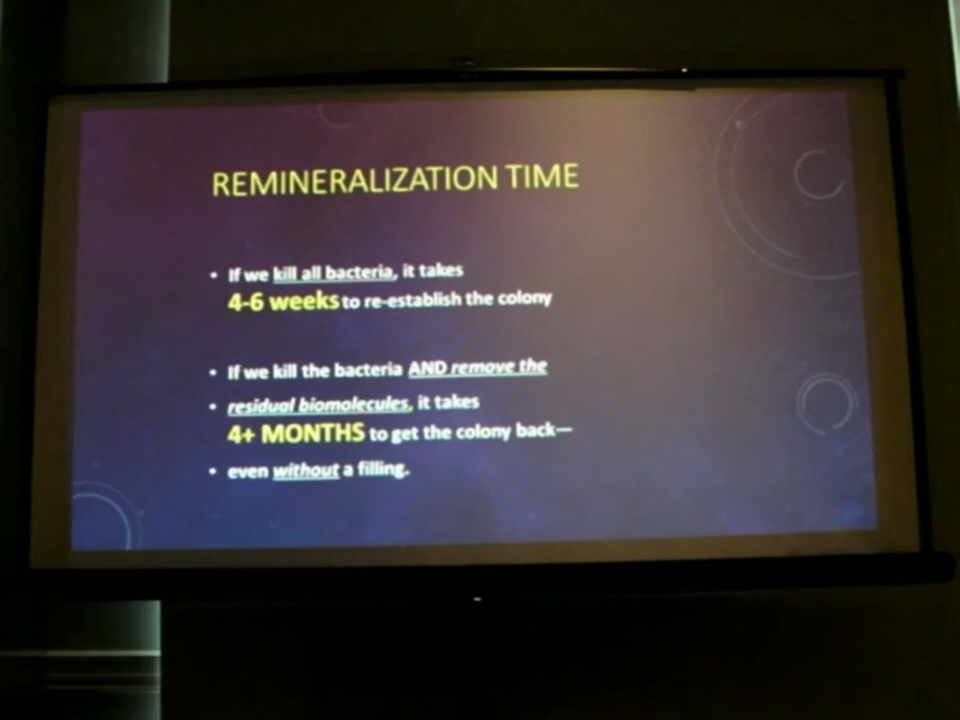 REMINERALIZATION TIME
• If we kill all bacteria, it takes
4-6 weeks to re-establish the colony
• If we kill the bacteria AND remove the
• residual biomolecules, it takes
4+ MONTHS to get the colony back—
• even without a filling.